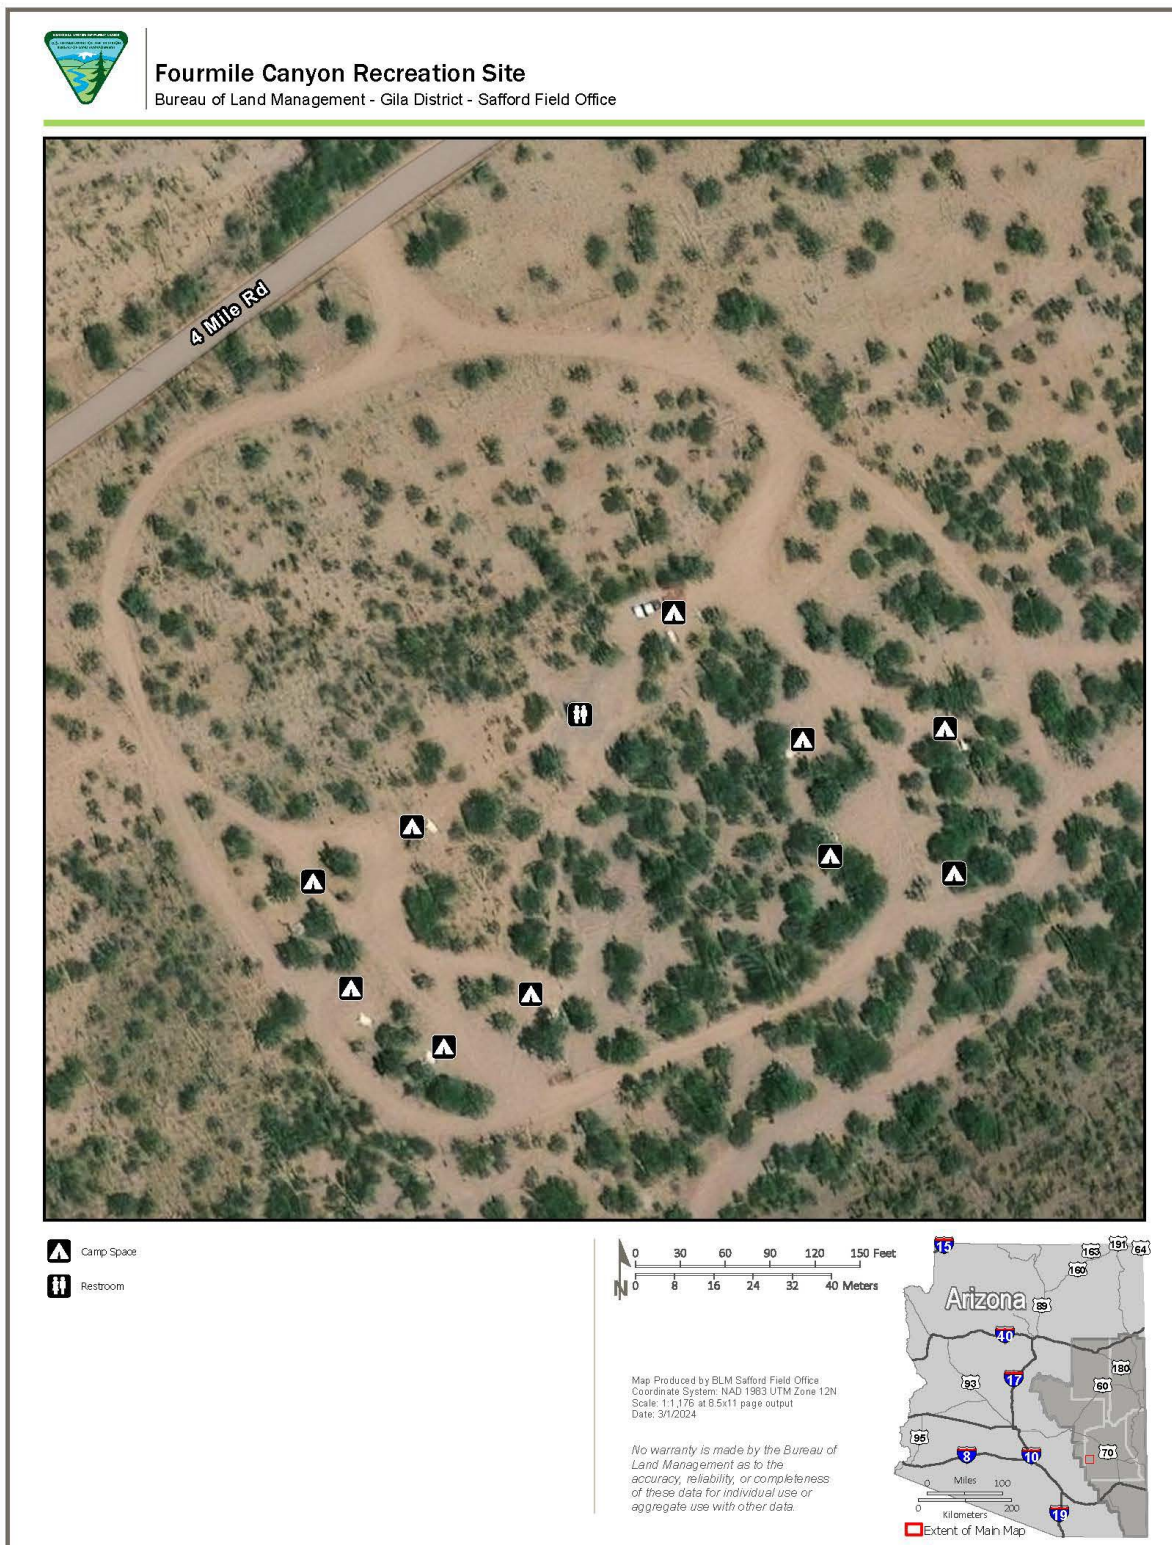 Fourmile Canyon Recreation Site
Bureau of Land Management - Gila District - Safford Field Office
4 Mile Rd
Camp Space
Restroom
N
0 30 60 90 120 150 Feet
0 8 16 24 32 40 Meters
Map Produced by BLM Safford Field Office
Coordinate System: NAD 1983 UTM Zone 12N
Scale: 1:1,176 at 8.5x11 page output
Date: 3/1/2024
No warranty is made by the Bureau of
Land Management as to the
accuracy, reliability, or completeness
of these data for individual use or
aggregate use with other data.
15
163
191
64
160
Arizona
89
40
180
17
93
60
95
70
8
10
0 Miles 100
0 200
Kilometers
19
Extent of Main Map